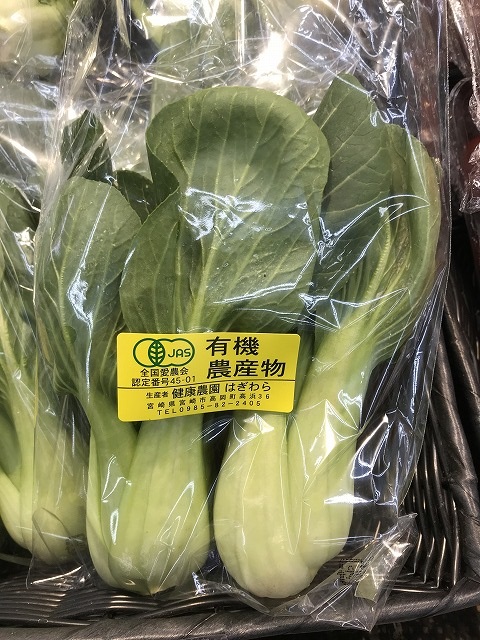 JAS
有機
農産物
全国愛農会
認定番号45-01
生産者 健康農園 はぎわら
宮崎県宮崎市高岡町高浜36
TEL0985-82-2405